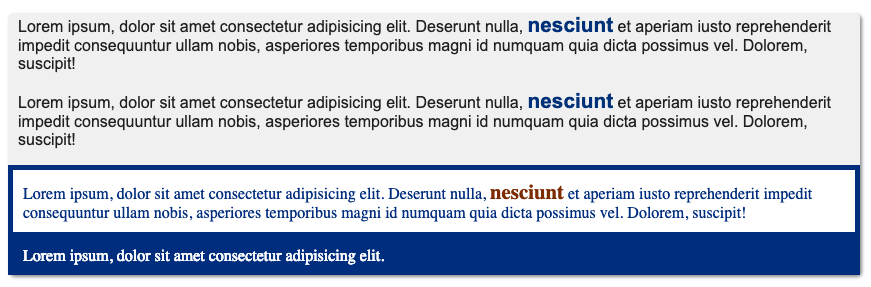 Lorem ipsum, dolor sit amet consectetur adipisicing elit. Deserunt nulla, nesciunt et aperiam iusto reprehenderit
impedit consequuntur ullam nobis, asperiores temporibus magni id numquam quia dicta possimus vel. Dolorem,
suscipit!
Lorem ipsum, dolor sit amet consectetur adipisicing elit. Deserunt nulla, nesciunt et aperiam iusto reprehenderit
impedit consequuntur ullam nobis, asperiores temporibus magni id numquam quia dicta possimus vel. Dolorem,
suscipit!
Lorem ipsum, dolor sit amet consectetur adipisicing elit. Deserunt nulla, nesciunt et aperiam iusto reprehenderit impedit
consequuntur ullam nobis, asperiores temporibus magni id numquam quia dicta possimus vel. Dolorem, suscipit!
Lorem ipsum, dolor sit amet consectetur adipisicing elit.